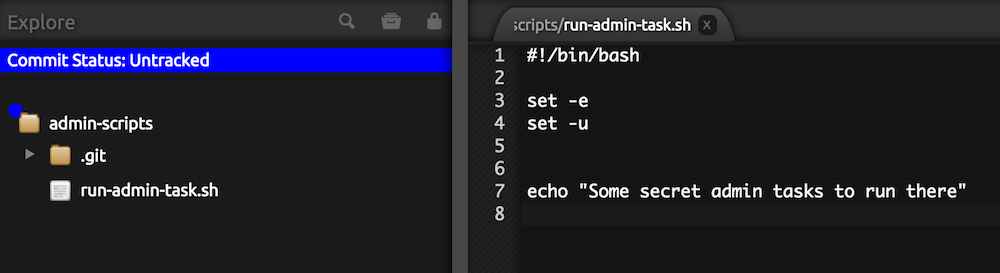 Explore
Commit Status: Untracked
admin-scripts
.git
run-admin-task.sh
scripts/run-admin-task.sh x
1 #!/bin/bash
2
3 set -e
4 set -u
5
6
7 echo "Some secret admin tasks to run there"
8